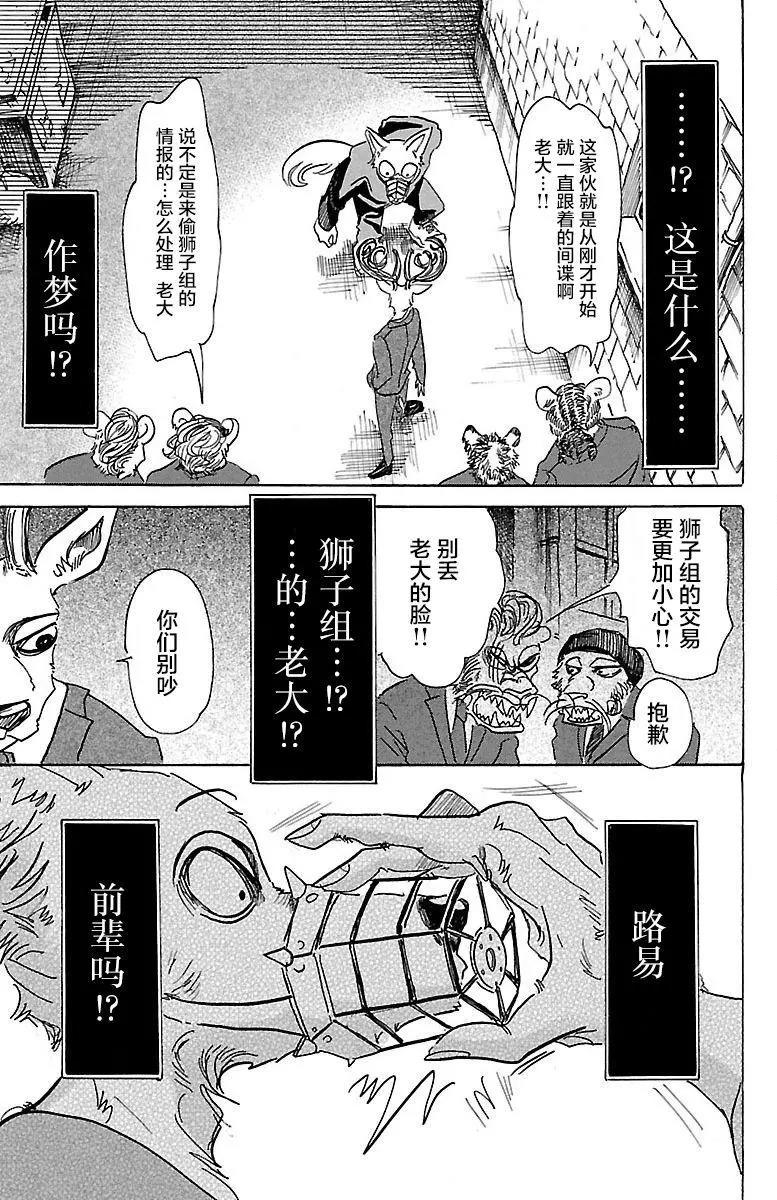 ……!?这是什么……
这家伙就是从刚才开始
就一直跟着的间谍啊
老大…!!
说不定是来偷狮子组的
情报的…怎么处理 老大
作梦吗!?
狮子组的交易
要更加小心!!
抱歉
别丢
老大的脸!!
狮子组…!?
…的…老大!?
你们别吵
路易
前辈吗!?